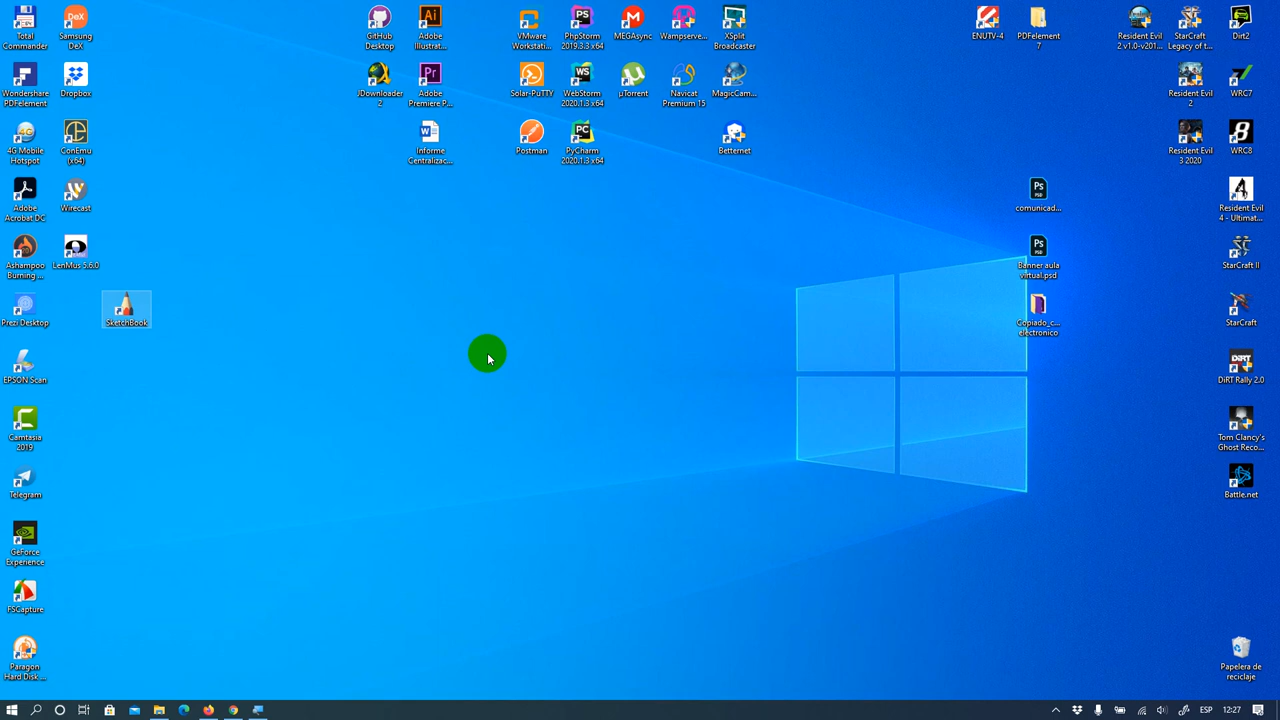 Total
Commander
Samsung
DeX
GitHub
Desktop
Adobe
Illustrat...
VMware
Workstati...
PhpStorm
2019.3.3 x64
MEGAsync
Wampserve...
XSplit
Broadcaster
ENUTV-4
PDFelement
7
Resident Evil
2 v1.0-v201...
StarCraft
Legacy of t...
Dirt2
Wondershare
PDFelement
Dropbox
JDownloader
2
Adobe
Premiere P...
Solar-PuTTY
WebStorm
2020.1.3 x64
µTorrent
Navicat
Premium 15
MagicCam...
Resident Evil
2
WRC7
4G Mobile
Hotspot
ConEmu
(x64)
Informe
Centralizac...
Postman
PyCharm
2020.1.3 x64
Betternet
Resident Evil
3 2020
WRC8
Adobe
Acrobat DC
Wirecast
comunicad...
Resident Evil
4 - Ultimat...
Ashampoo
Burning ...
LenMus 5.6.0
Banner aula
virtual.psd
StarCraft II
Prezi Desktop
SketchBook
Copiado_c...
electronico
StarCraft
EPSON Scan
DiRT Rally 2.0
Camtasia
2019
Tom Clancy's
Ghost Reco...
Telegram
Battle.net
GeForce
Experience
FSCapture
Paragon
Hard Disk ...
Papelera de
reciclaje
ESP
12:27